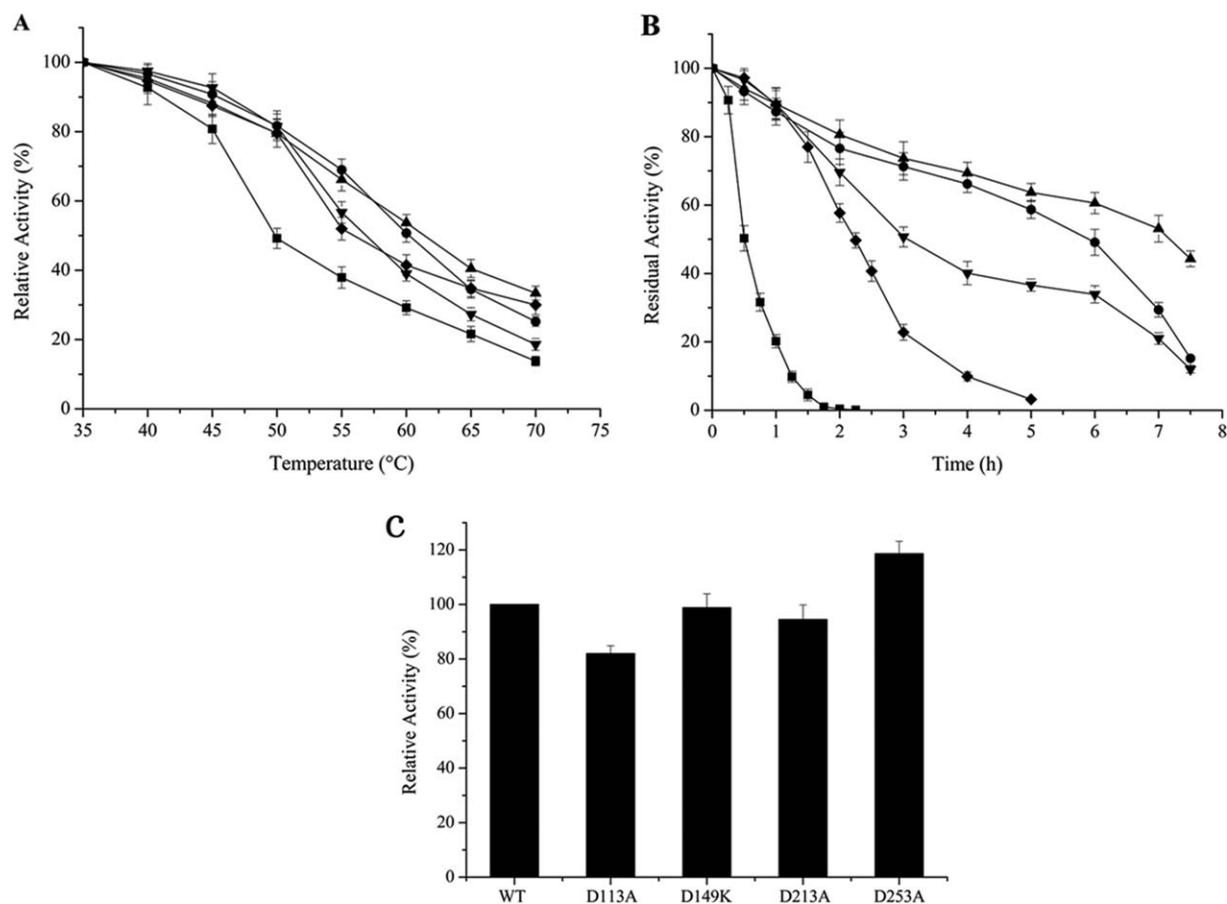 A
Relative Activity (%)
100
80
60
40
20
0
35 40 45 50 55 60 65 70 75
Temperature (°C)
B
Residual Activity (%)
100
80
60
40
20
0
0 1 2 3 4 5 6 7 8
Time (h)
C
Relative Activity (%)
120
100
80
60
40
20
0
WT D113A D149K D213A D253A